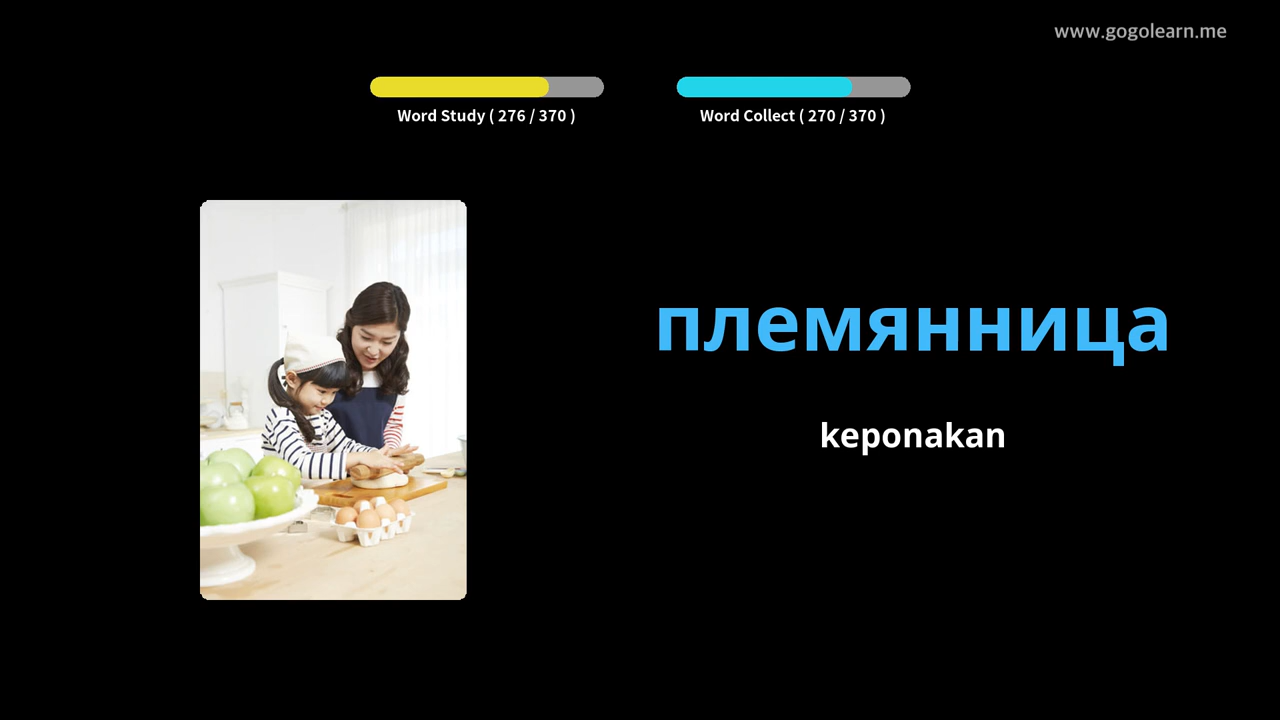 www.gogolearn.me
Word Study ( 276 / 370 )
Word Collect ( 270 / 370 )
племянница
keponakan